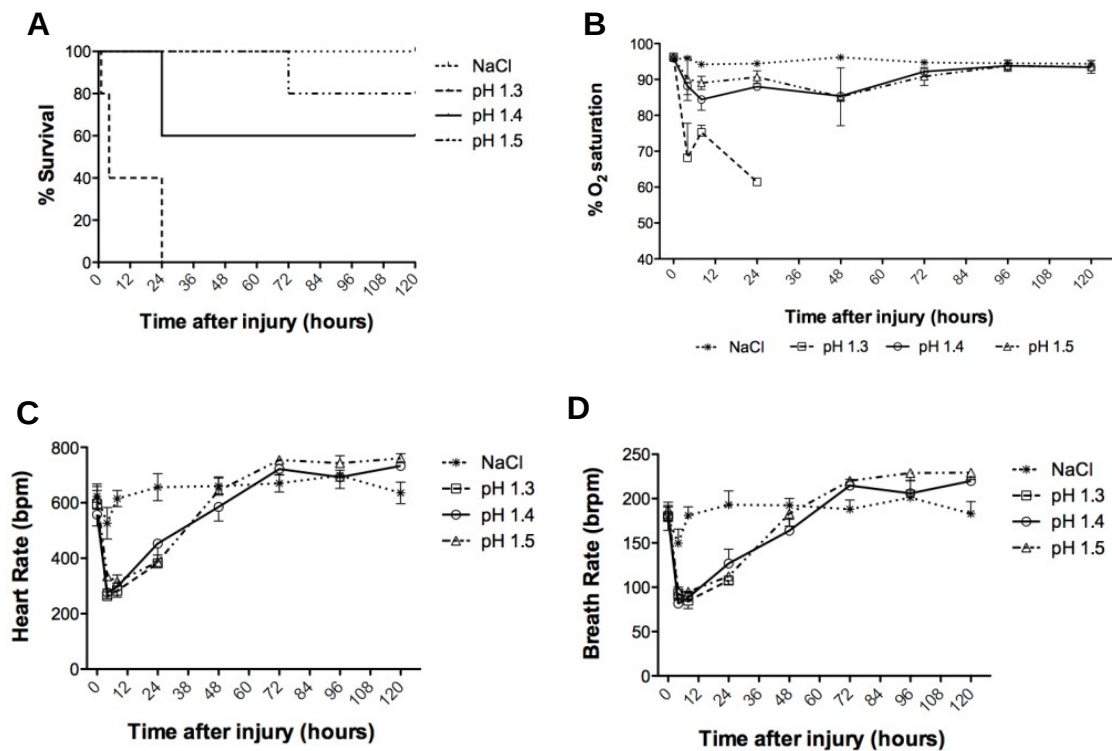 A
100
80
60
40
20
0
% Survival
0 12 24 36 48 60 72 84 96 108 120
Time after injury (hours)
NaCl
pH 1.3
pH 1.4
pH 1.5
B
100
90
80
70
60
50
40
% O₂ saturation
0 12 24 36 48 60 72 84 96 108 120
Time after injury (hours)
NaCl pH 1.3 pH 1.4 pH 1.5
C
800
600
400
200
0
Heart Rate (bpm)
0 12 24 38 48 60 72 84 96 108 120
Time after injury (hours)
NaCl
pH 1.3
pH 1.4
pH 1.5
D
250
200
150
100
50
0
Breath Rate (brpm)
0 12 24 36 48 60 72 84 96 108 120
Time after injury (hours)
NaCl
pH 1.3
pH 1.4
pH 1.5